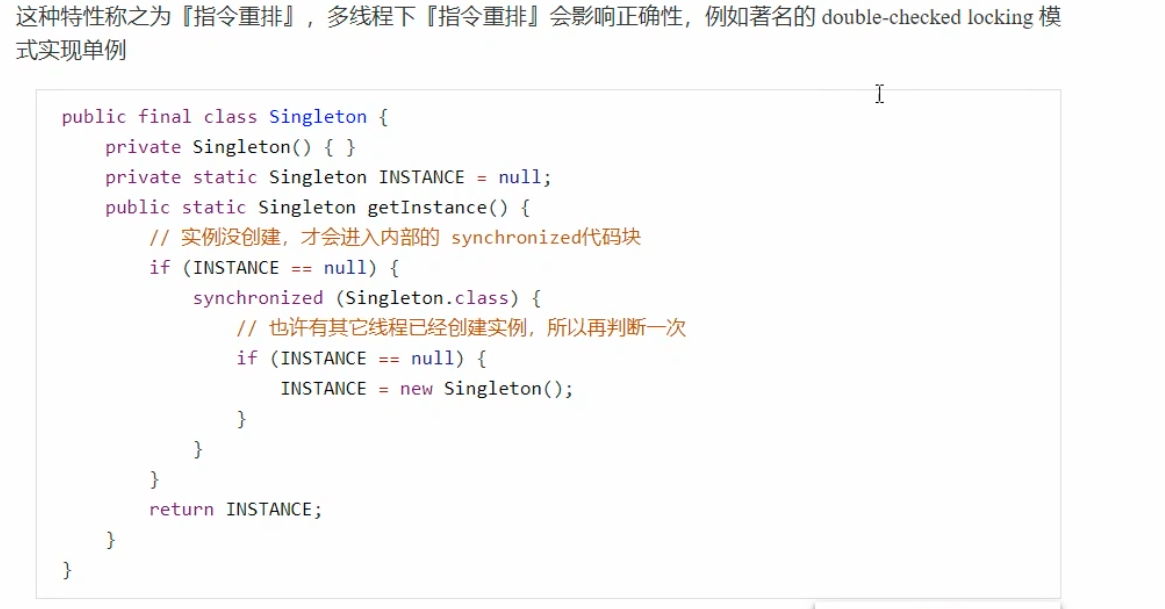 这种特性称之为『指令重排』，多线程下『指令重排』会影响正确性，例如著名的 double-checked locking 模
式实现单例
public final class Singleton {
    private Singleton() { }
    private static Singleton INSTANCE = null;
    public static Singleton getInstance() {
        // 实例没创建，才会进入内部的 synchronized代码块
        if (INSTANCE == null) {
            synchronized (Singleton.class) {
                // 也许有其它线程已经创建实例，所以再判断一次
                if (INSTANCE == null) {
                    INSTANCE = new Singleton();
                }
            }
        }
        return INSTANCE;
    }
}